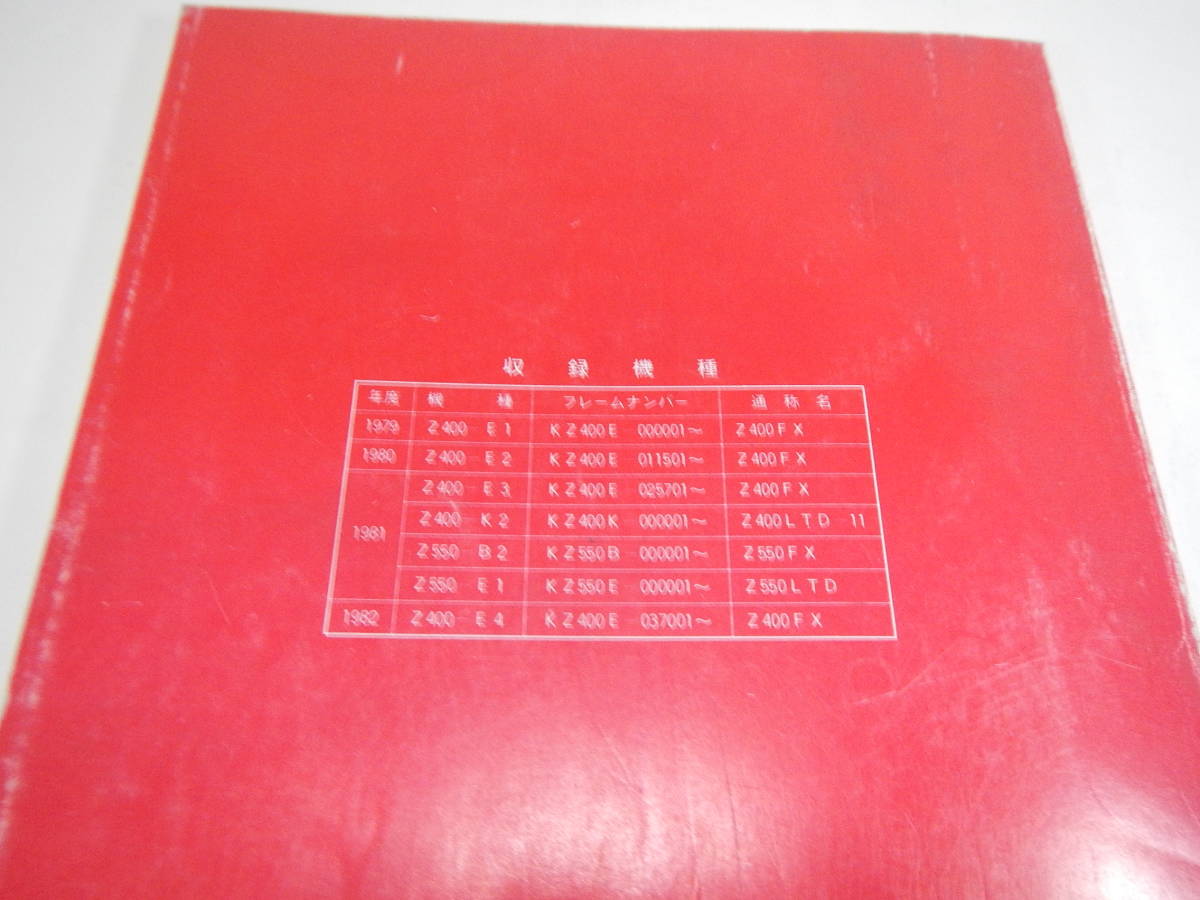 収録機種
年度 機種 フレームナンバー 通称名
1979 Z400 E1 KZ400E 000001〜 Z400FX
1980 Z400 E2 KZ400E 011501〜 Z400FX
1981 Z400 E3 KZ400E 025701〜 Z400FX
Z400 K2 KZ400K 000001〜 Z400LTD 11
Z550 B2 KZ550B 000001〜 Z550FX
Z550 E1 KZ550E 000001〜 Z550LTD
1982 Z400 E4 KZ400E 037001〜 Z400FX